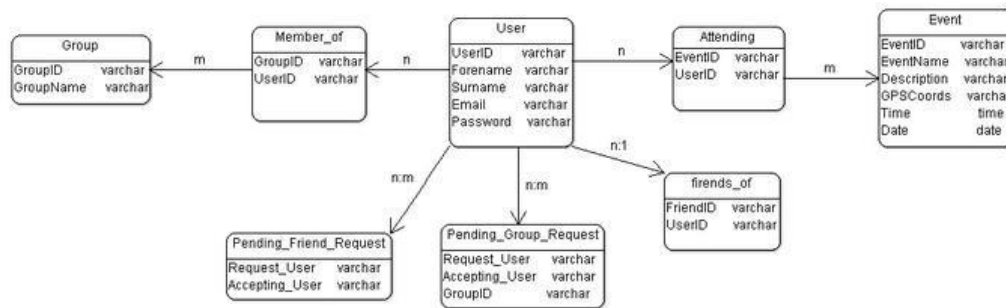 Group
GroupID varchar
GroupName varchar
m
Member_of
GroupID varchar
UserID varchar
n
User
UserID varchar
Forename varchar
Surname varchar
Email varchar
Password varchar
n
Attending
EventID varchar
UserID varchar
m
Event
EventID varchar
EventName varchar
Description varchar
GPSCoords varchar
Time time
Date date
n:m
n:m
n:1
Pending_Friend_Request
Request_User varchar
Accepting_User varchar
Pending_Group_Request
Request_User varchar
Accepting_User varchar
GroupID varchar
firends_of
FriendID varchar
UserID varchar